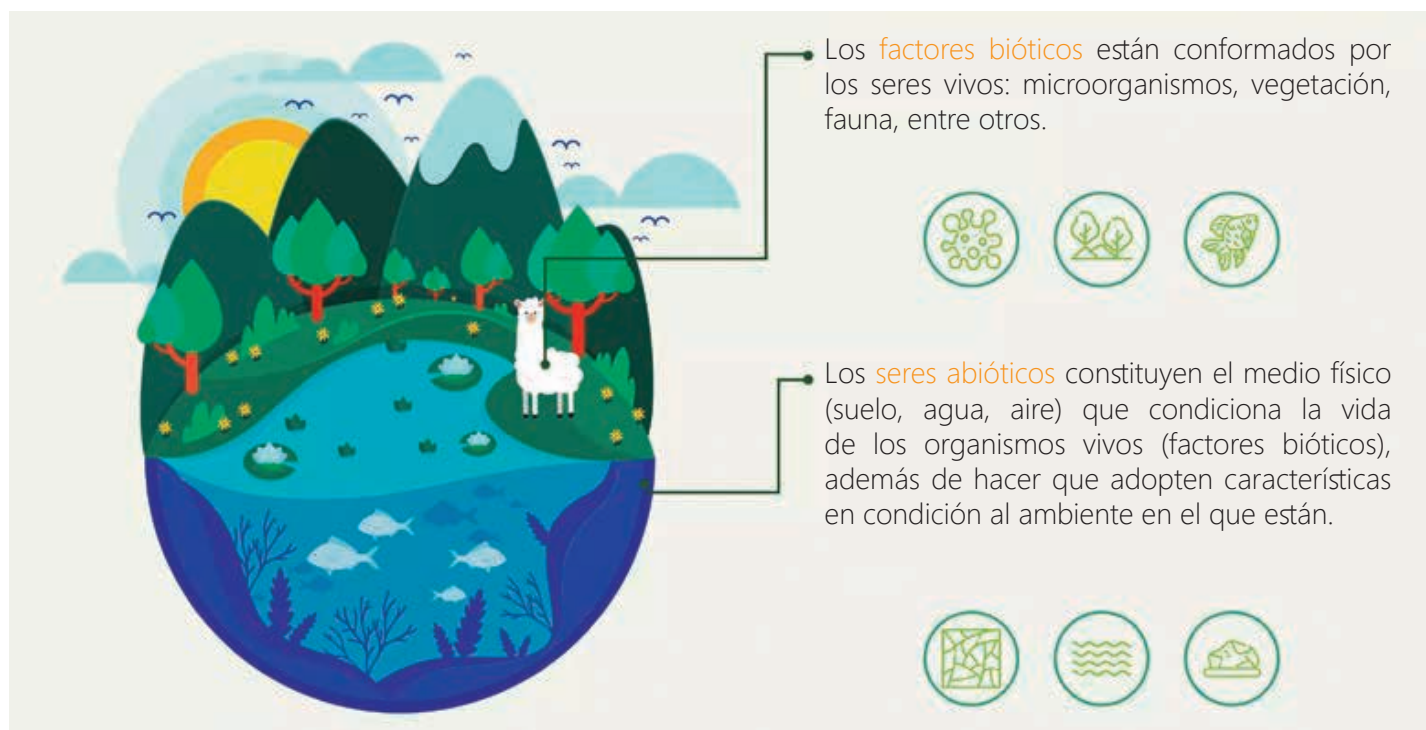 Los factores bióticos están conformados por
los seres vivos: microorganismos, vegetación,
fauna, entre otros.
Los seres abióticos constituyen el medio físico
(suelo, agua, aire) que condiciona la vida
de los organismos vivos (factores bióticos),
además de hacer que adopten características
en condición al ambiente en el que están.